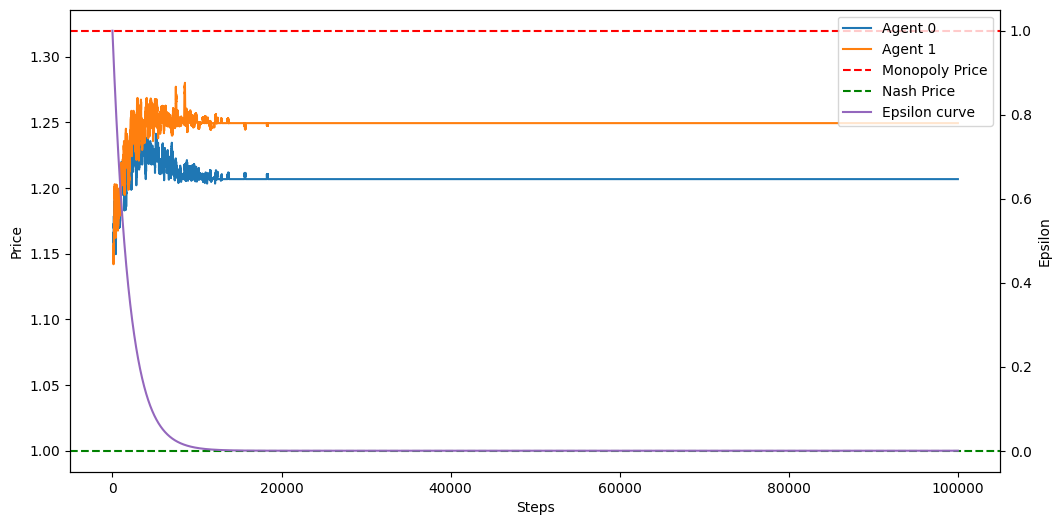 Agent 0
Agent 1
Monopoly Price
Nash Price
Epsilon curve
1.30
1.25
1.20
1.15
1.10
1.05
1.00
Price
1.0
0.8
0.6
0.4
0.2
0.0
Epsilon
0
20000
40000
60000
80000
100000
Steps